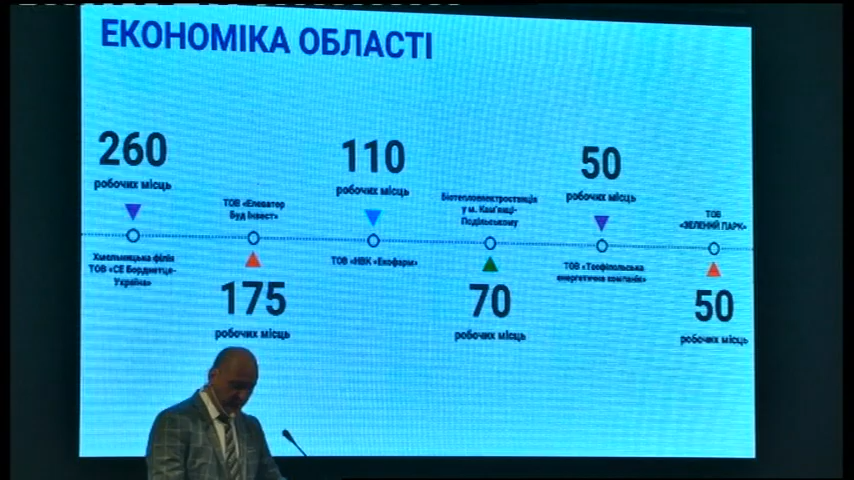 ЕКОНОМІКА ОБЛАСТІ
260
робочих місць
Хмельницька філія
ТОВ «СЕ Борднетце-
Україна»
ТОВ «Елеватор
Буд Інвест»
175
робочих місць
110
робочих місць
ТОВ «НВК «Екофарм»
Біотеплоелектростанція
у м. Кам'янці-
Подільському
70
робочих місць
50
робочих місць
ТОВ «Теофіпольська
енергетична компанія»
ТОВ
«ЗЕЛЕНИЙ ПАРК»
50
робочих місць